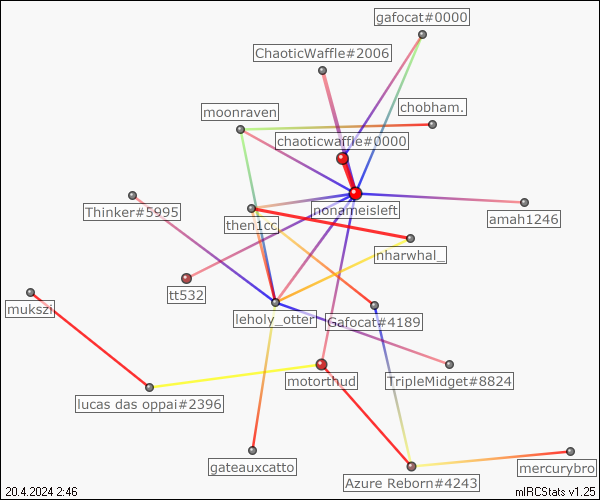 gafocat#0000
ChaoticWaffle#2006
chobham.
moonraven
chaoticwaffle#0000
Thinker#5995
nonameisleft
amah1246
then1cc
nharwhal_
tt532
mukszi
leholy_otter
Gafocat#4189
motorthud
TripleMidget#8824
lucas das oppai#2396
gateauxcatto
mercurybro
Azure Reborn#4243
20.4.2024 2:46
mIRCStats v1.25